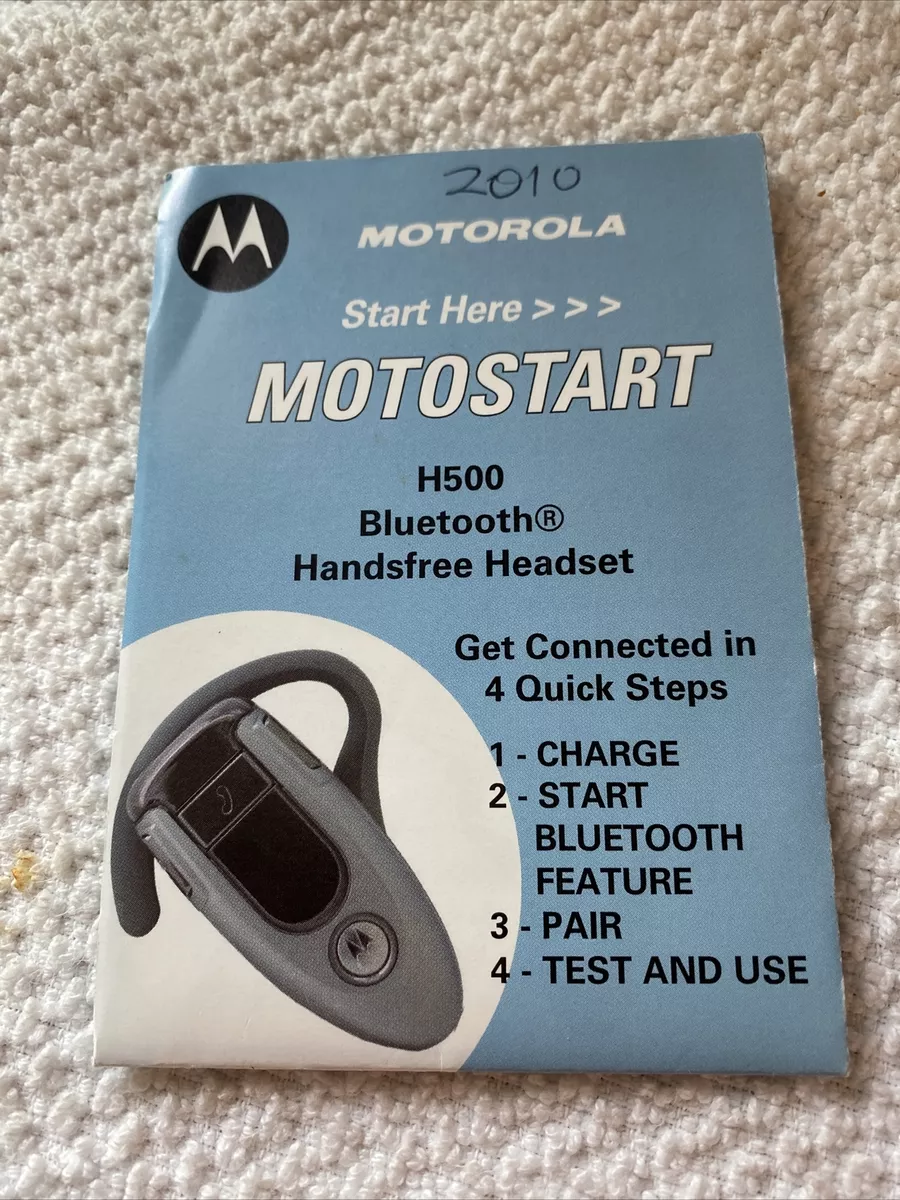 2010
MOTOROLA
Start Here > > >
MOTOSTART
H500
Bluetooth®
Handsfree Headset
Get Connected in
4 Quick Steps
1 - CHARGE
2 - START
BLUETOOTH
FEATURE
3 - PAIR
4 - TEST AND USE